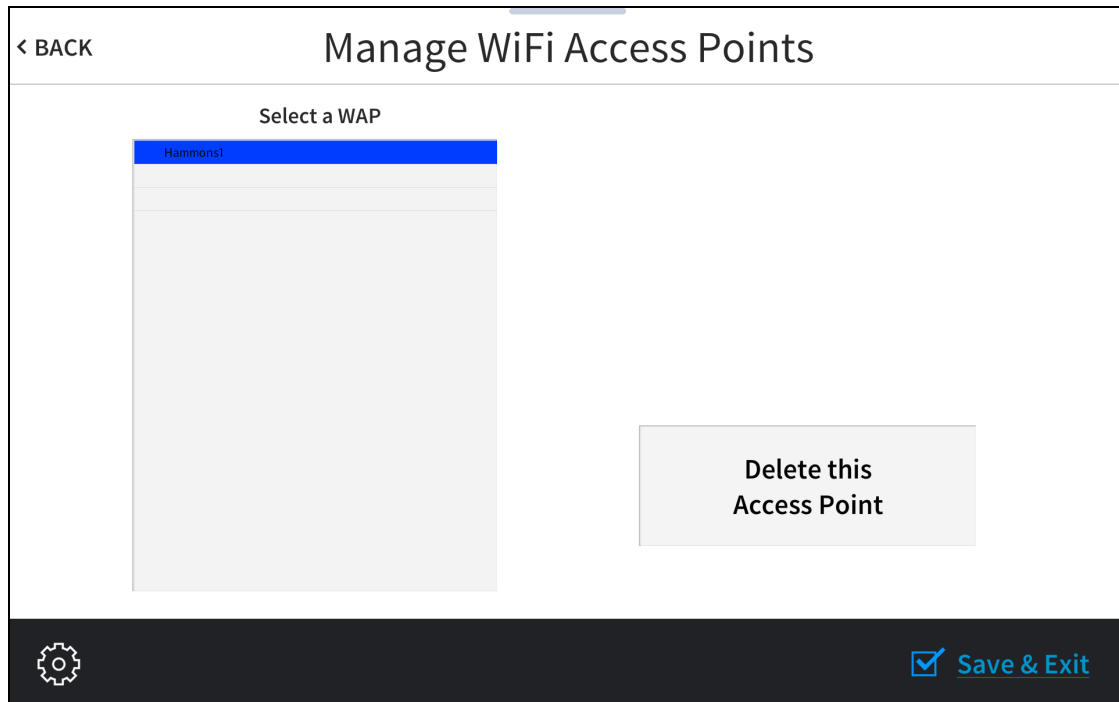 < BACK
Manage WiFi Access Points
Select a WAP
Hammons1
Delete this
Access Point
Save & Exit